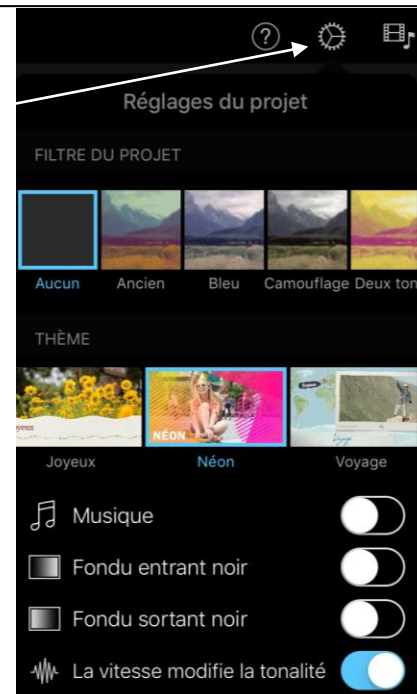 ?
Réglages du projet
FILTRE DU PROJET
Aucun Ancien Bleu Camouflage Deux ton
THÈME
NÉON
Voyage
Joyeux Néon Voyage
Musique
Fondu entrant noir
Fondu sortant noir
La vitesse modifie la tonalité